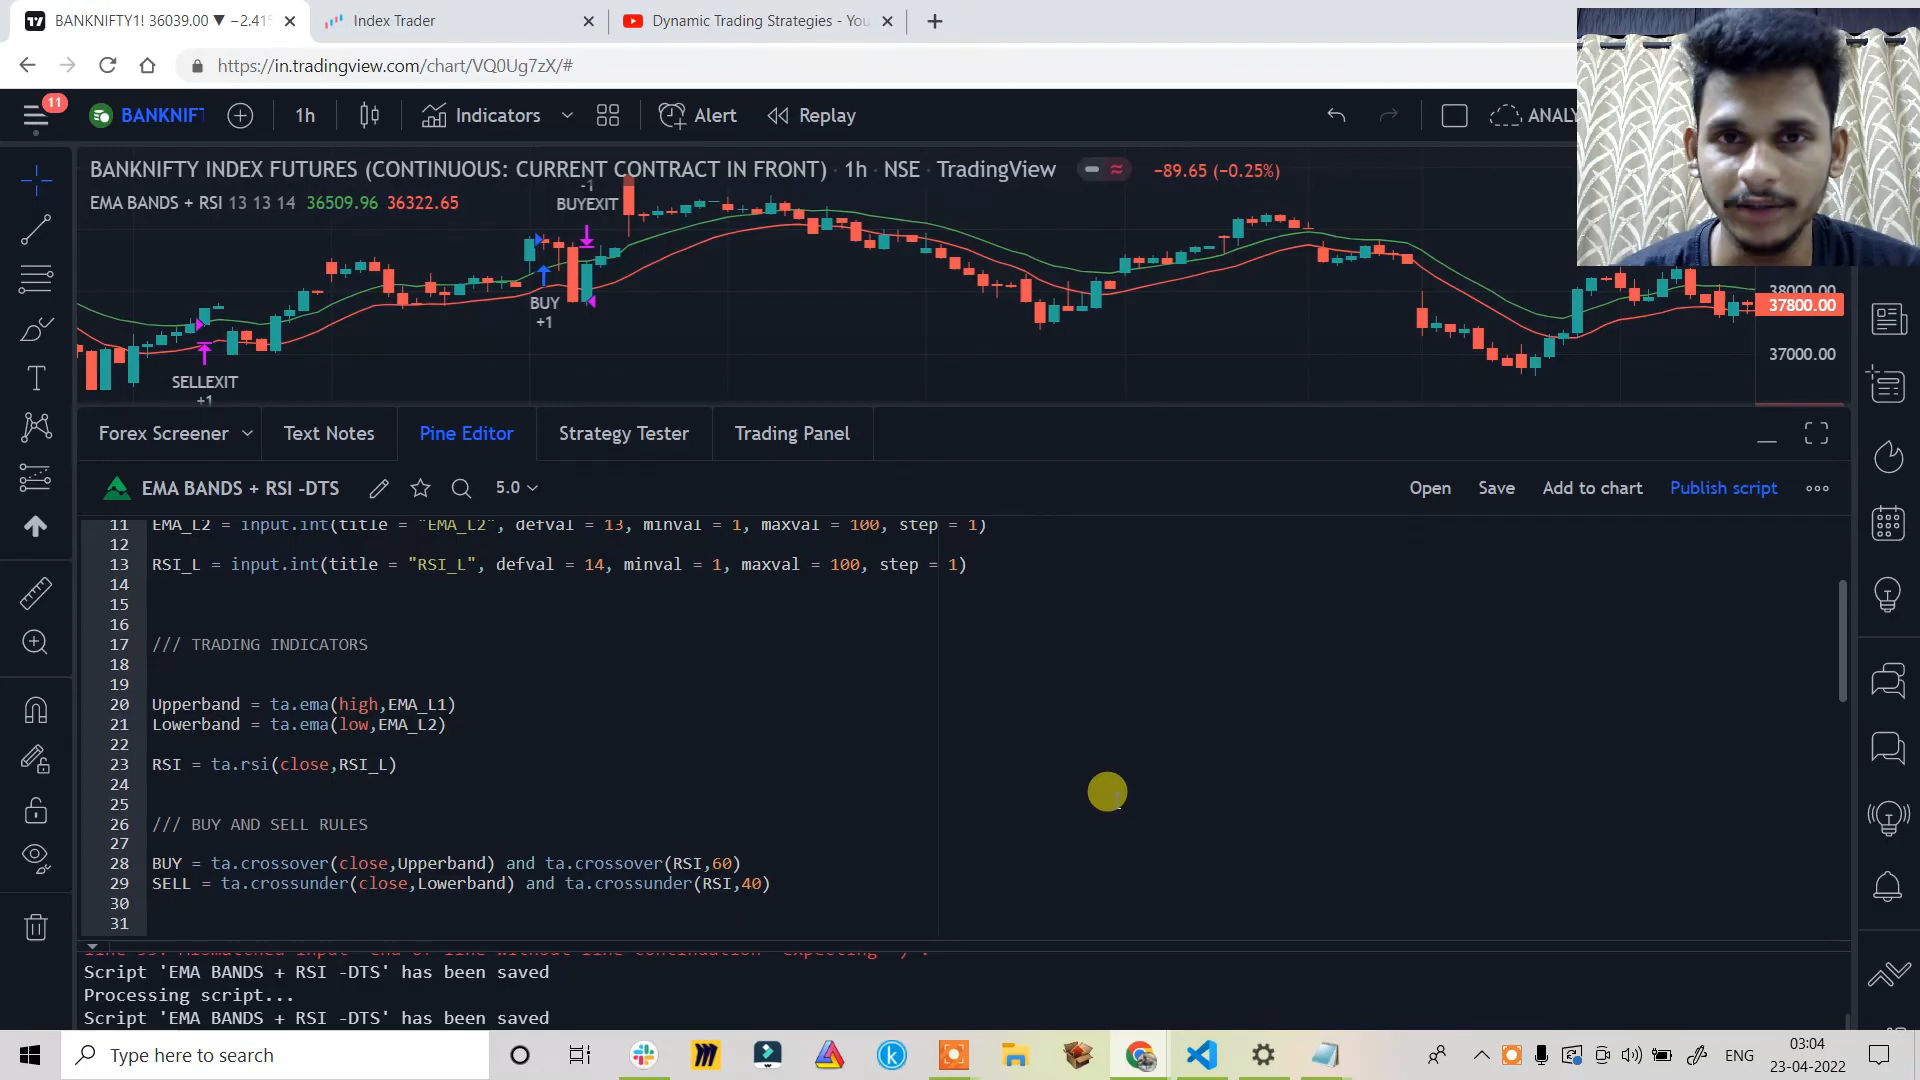 BANKNIFTY1! 36039.00 ▼ −2.41%
Index Trader
Dynamic Trading Strategies - You
https://in.tradingview.com/chart/VQ0Ug7zX/#
11
BANKNIFT
1h
Indicators
Alert
Replay
ANALY
BANKNIFTY INDEX FUTURES (CONTINUOUS: CURRENT CONTRACT IN FRONT) · 1h · NSE · TradingView
−89.65 (−0.25%)
EMA BANDS + RSI 13 13 14 36509.96 36322.65
-1
BUYEXIT
BUY
+1
SELLEXIT
+1
38000.00
37800.00
37000.00
Forex Screener
Text Notes
Pine Editor
Strategy Tester
Trading Panel
EMA BANDS + RSI -DTS
5.0
Open
Save
Add to chart
Publish script
11 EMA_L2 = input.int(title = "EMA_L2", defval = 13, minval = 1, maxval = 100, step = 1)
12
13 RSI_L = input.int(title = "RSI_L", defval = 14, minval = 1, maxval = 100, step = 1)
14
15
16
17 /// TRADING INDICATORS
18
19
20 Upperband = ta.ema(high,EMA_L1)
21 Lowerband = ta.ema(low,EMA_L2)
22
23 RSI = ta.rsi(close,RSI_L)
24
25
26 /// BUY AND SELL RULES
27
28 BUY = ta.crossover(close,Upperband) and ta.crossover(RSI,60)
29 SELL = ta.crossunder(close,Lowerband) and ta.crossunder(RSI,40)
30
31
Script 'EMA BANDS + RSI -DTS' has been saved
Processing script...
Script 'EMA BANDS + RSI -DTS' has been saved
Type here to search
ENG
03:04
23-04-2022